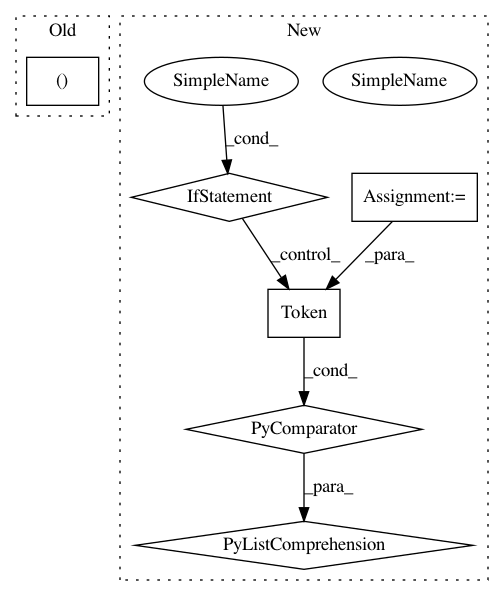 Old
New
()
SimpleName
SimpleName
_cond_
IfStatement
Assignment:=
_control_
_para_
Token
_cond_
PyComparator
_para_
PyListComprehension